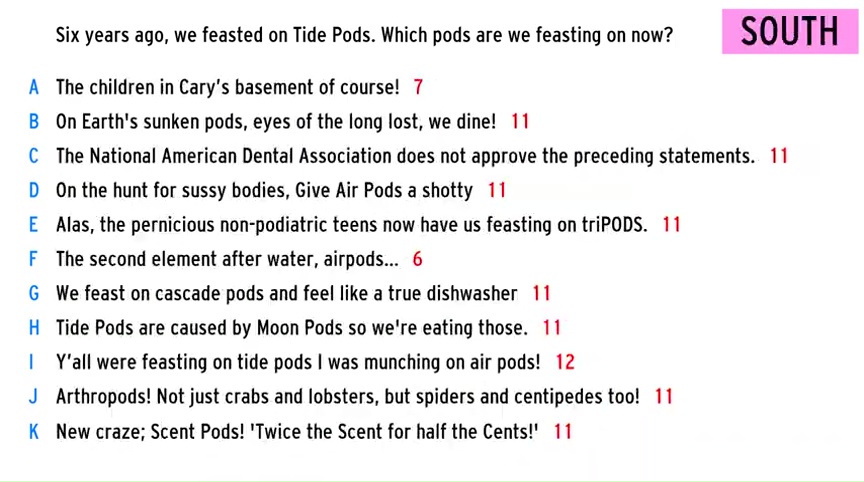 Six years ago, we feasted on Tide Pods. Which pods are we feasting on now?
SOUTH
A The children in Cary's basement of course! 7
B On Earth's sunken pods, eyes of the long lost, we dine! 11
C The National American Dental Association does not approve the preceding statements. 11
D On the hunt for sussy bodies, Give Air Pods a shotty 11
E Alas, the pernicious non-podiatric teens now have us feasting on triPODS. 11
F The second element after water, airpods... 6
G We feast on cascade pods and feel like a true dishwasher 11
H Tide Pods are caused by Moon Pods so we're eating those. 11
I Y'all were feasting on tide pods I was munching on air pods! 12
J Arthropods! Not just crabs and lobsters, but spiders and centipedes too! 11
K New craze; Scent Pods! 'Twice the Scent for half the Cents!' 11